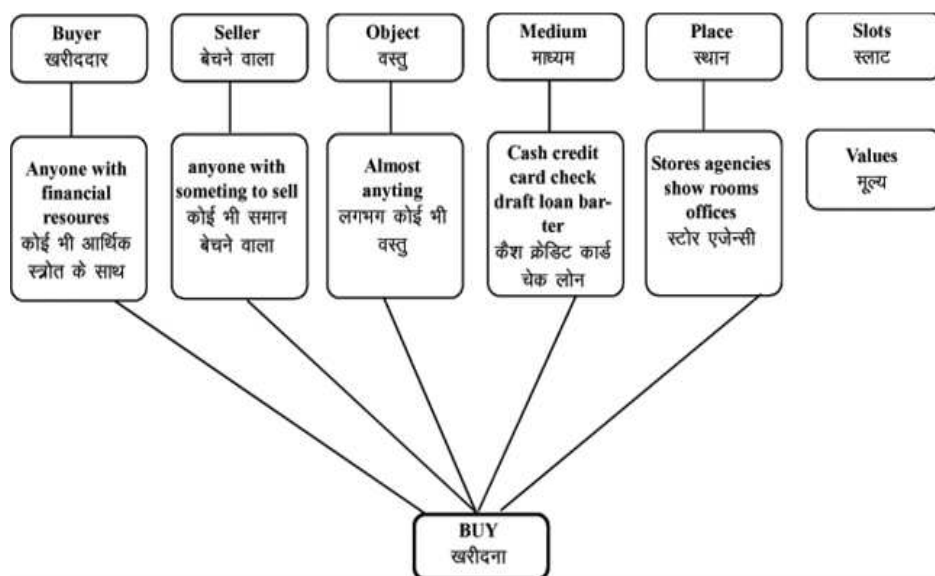 Buyer
खरीददार
Seller
बेचने वाला
Object
वस्तु
Medium
माध्यम
Place
स्थान
Slots
स्लाट
Anyone with
financial
resoures
कोई भी आर्थिक
स्त्रोत के साथ
anyone with
someting to sell
कोई भी समान
बेचने वाला
Almost
anyting
लगभग कोई भी
वस्तु
Cash credit
card check
draft loan bar-
ter
कैश क्रेडिट कार्ड
चेक लोन
Stores agencies
show rooms
offices
स्टोर एजेन्सी
Values
मूल्य
BUY
खरीदना